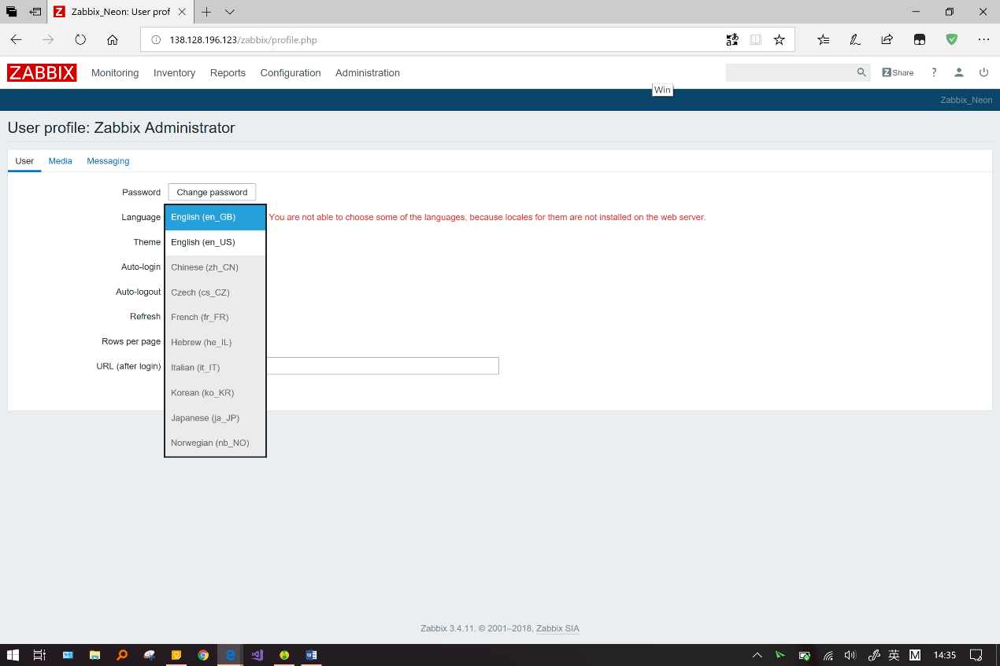 Zabbix_Neon: User prof
138.128.196.123/zabbix/profile.php
ZABBIX Monitoring Inventory Reports Configuration Administration Z Share ?
Win
Zabbix_Neon
User profile: Zabbix Administrator
User Media Messaging
Password Change password
Language English (en_GB) You are not able to choose some of the languages, because locales for them are not installed on the web server.
Theme English (en_US)
Auto-login Chinese (zh_CN)
Auto-logout Czech (cs_CZ)
Refresh French (fr_FR)
Rows per page Hebrew (he_IL)
URL (after login) Italian (it_IT)
Korean (ko_KR)
Japanese (ja_JP)
Norwegian (nb_NO)
Zabbix 3.4.11. © 2001–2018, Zabbix SIA
英 M 14:35